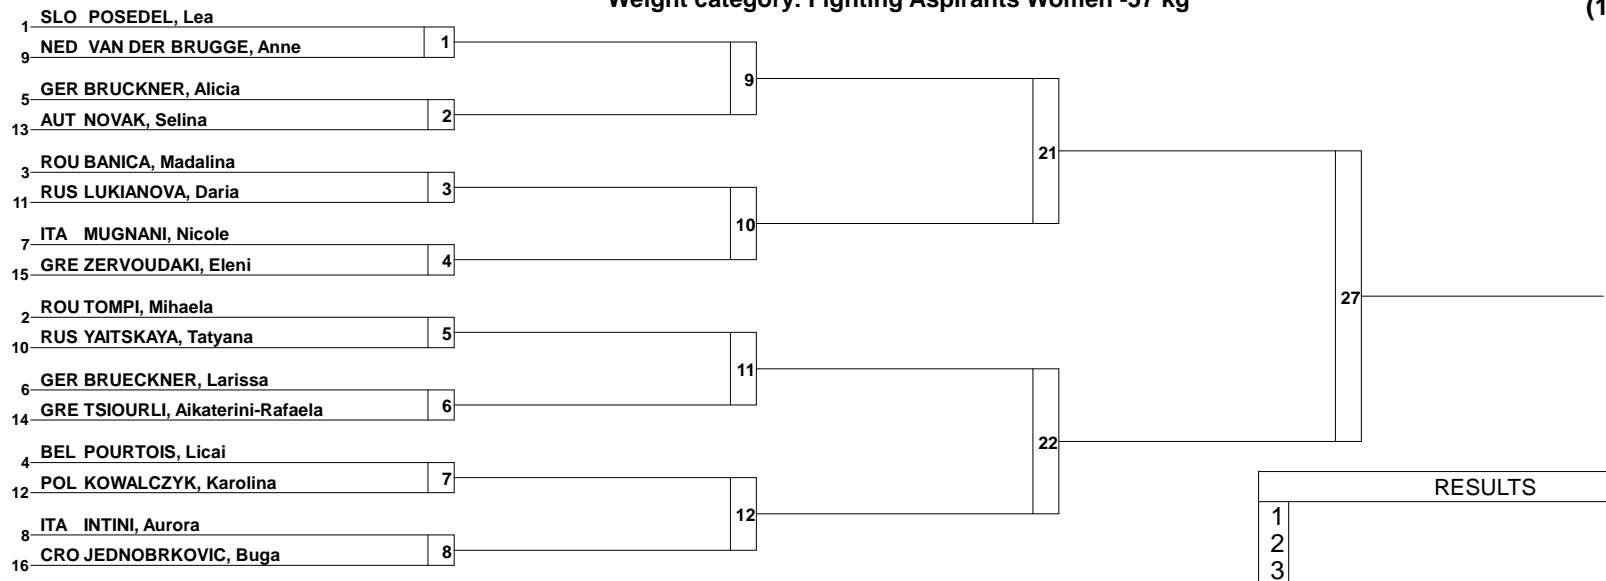 Weight category: Fighting Aspirants Women -57 kg
(1
1 SLO POSEDEL, Lea
9 NED VAN DER BRUGGE, Anne
1
5 GER BRUCKNER, Alicia
13 AUT NOVAK, Selina
2
9
3 ROU BANICA, Madalina
11 RUS LUKIANOVA, Daria
3
7 ITA MUGNANI, Nicole
15 GRE ZERVOUDAKI, Eleni
4
10
21
2 ROU TOMPI, Mihaela
10 RUS YAITSKAYA, Tatyana
5
6 GER BRUECKNER, Larissa
14 GRE TSIOURLI, Aikaterini-Rafaela
6
11
4 BEL POURTOIS, Licai
12 POL KOWALCZYK, Karolina
7
8 ITA INTINI, Aurora
16 CRO JEDNOBRKOVIC, Buga
8
12
22
27
RESULTS
1
2
3